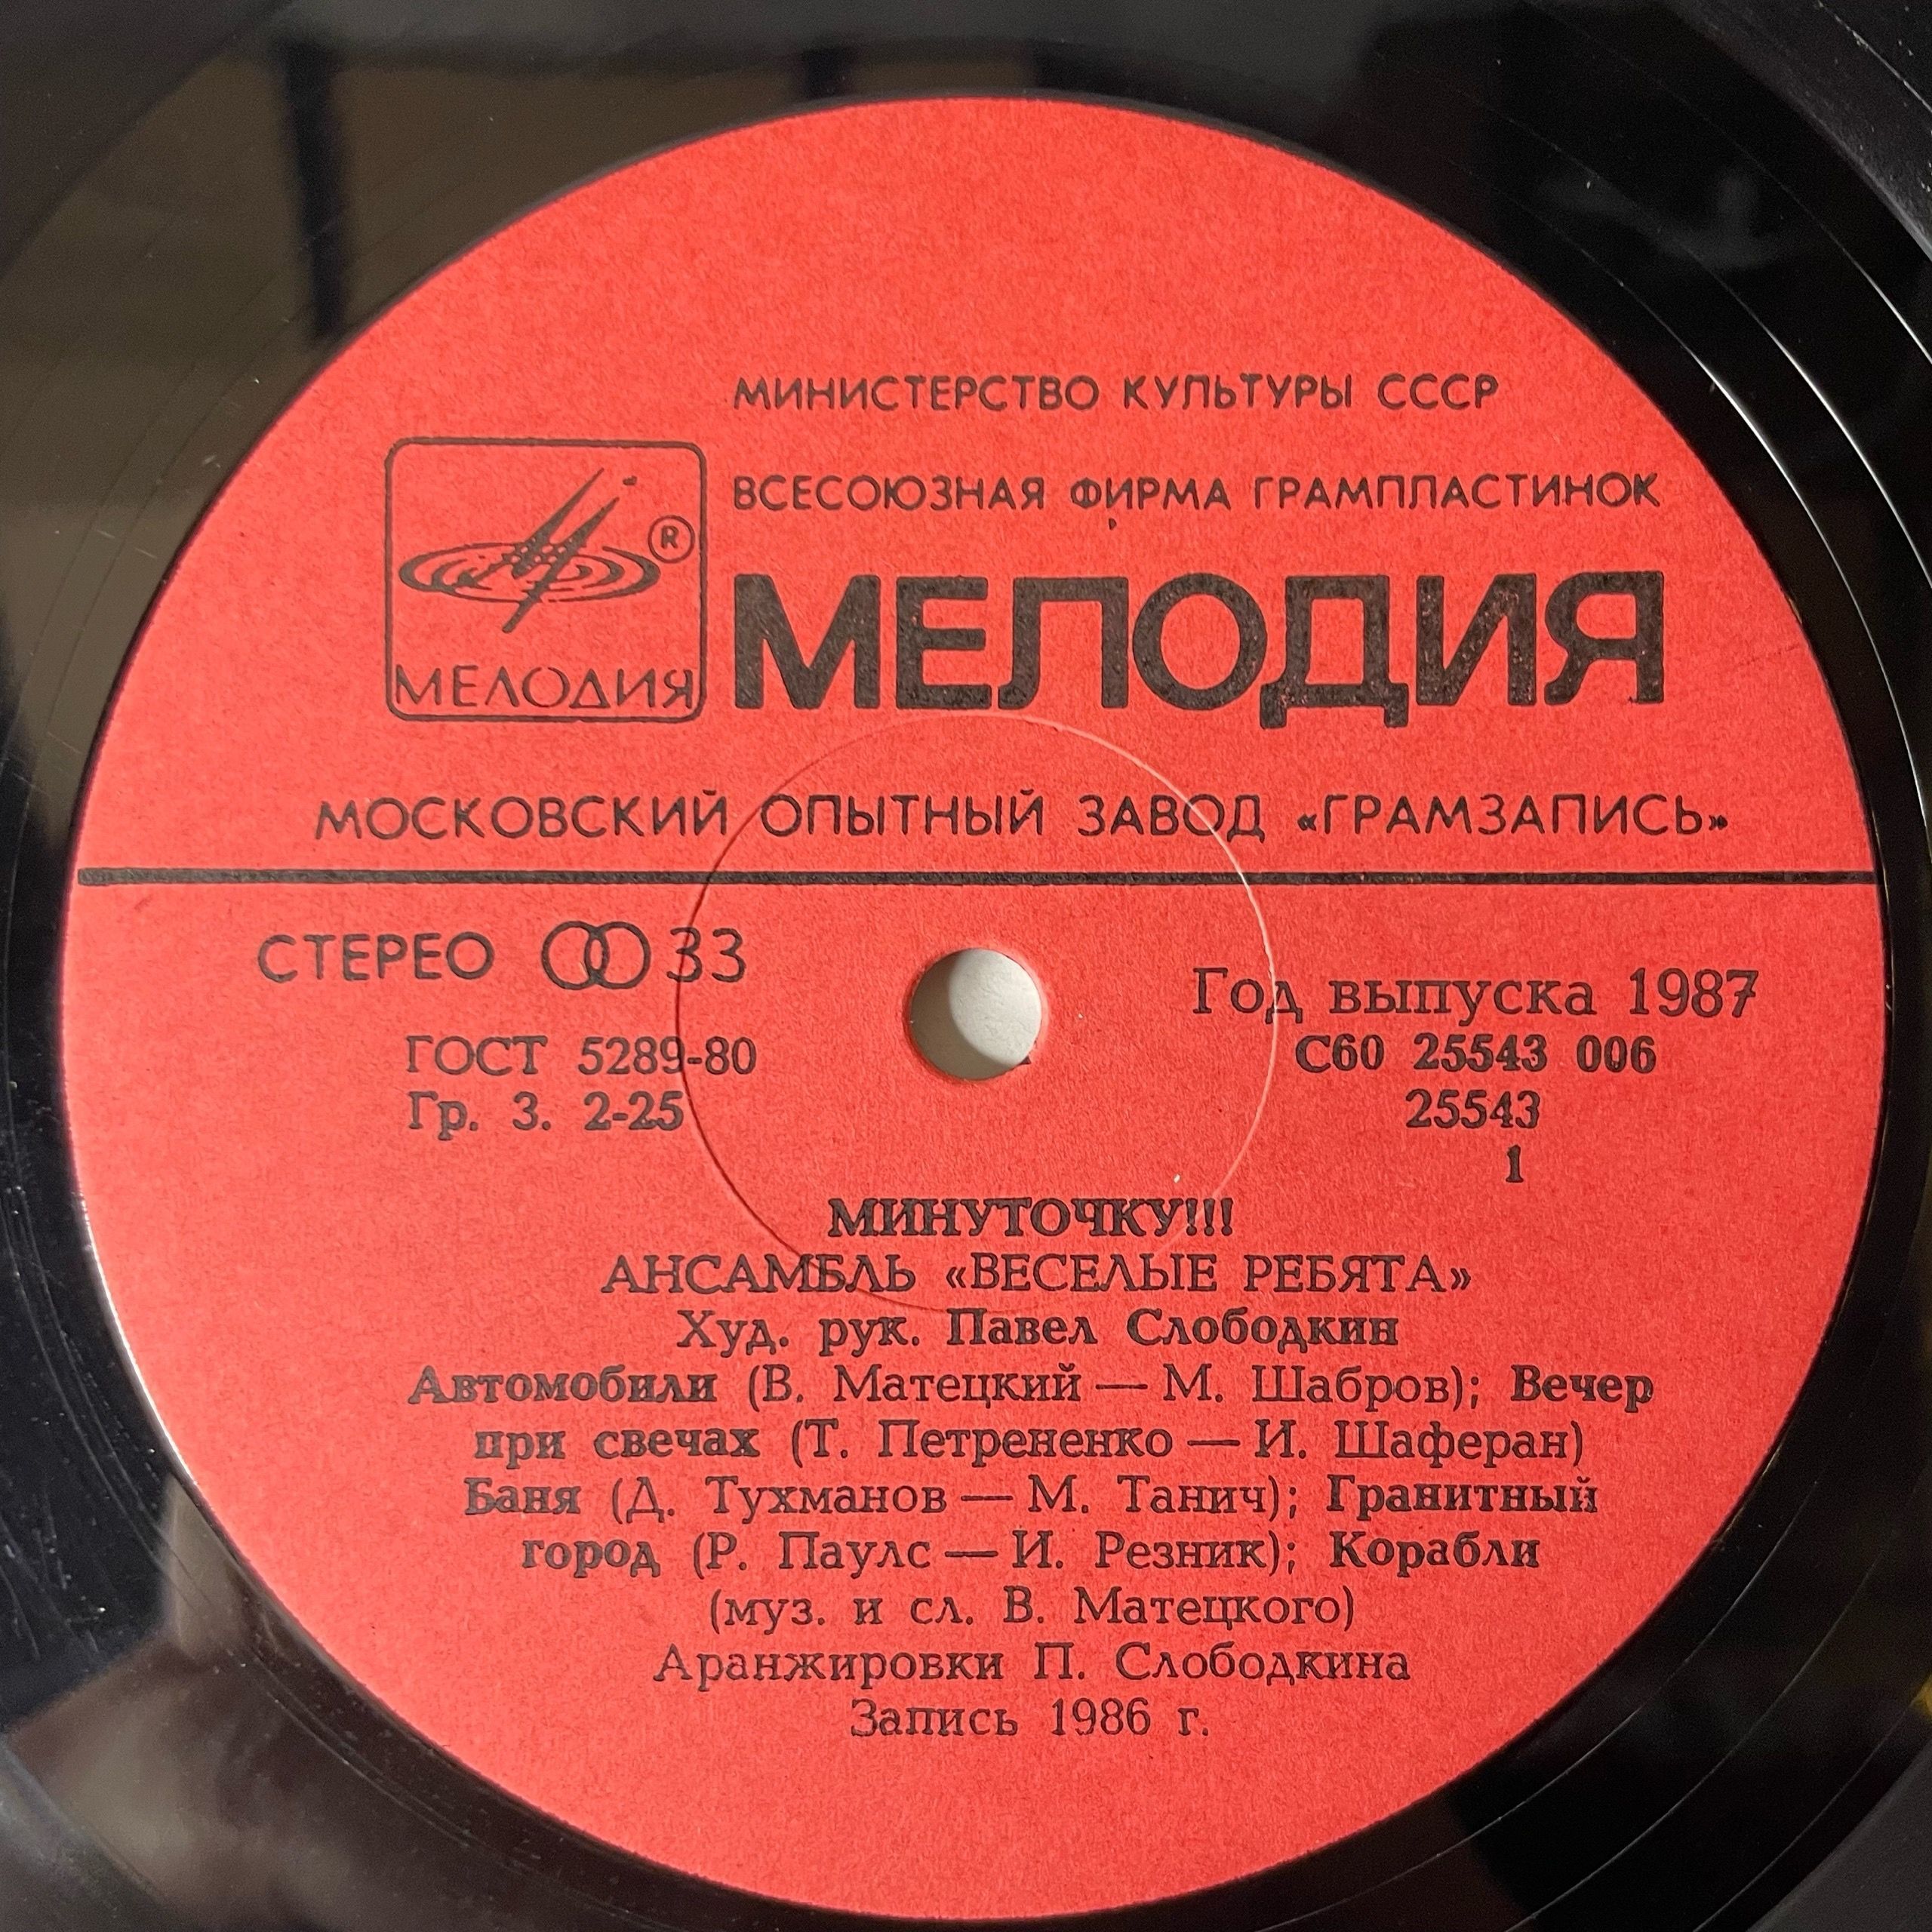 МИНИСТЕРСТВО КУЛЬТУРЫ СССР
ВСЕСОЮЗНАЯ ФИРМА ГРАМПЛАСТИНОК
®
МЕЛОДИЯ
МЕЛОДИЯ
МОСКОВСКИЙ ОПЫТНЫЙ ЗАВОД «ГРАМЗАПИСЬ»
СТЕРЕО 33
Год выпуска 1987
ГОСТ 5289-80
С60 25543 006
Гр. 3. 2-25
25543
1
МИНУТОЧКУ!!!
АНСАМБЛЬ «ВЕСЕЛЫЕ РЕБЯТА»
Худ. рук. Павел Слободкин
Автомобили (В. Матецкий — М. Шабров); Вечер
при свечах (Т. Петрененко — И. Шаферан)
Баня (Д. Тухманов — М. Танич); Гранитный
город (Р. Паулс — И. Резник); Корабли
(муз. и сл. В. Матецкого)
Аранжировки П. Слободкина
Запись 1986 г.